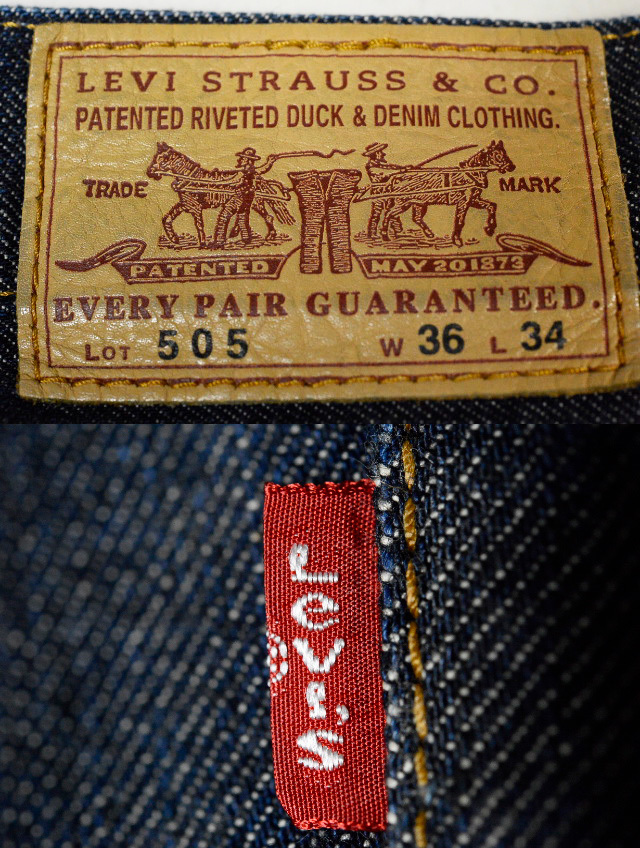 LEVI STRAUSS & CO.
PATENTED RIVETED DUCK & DENIM CLOTHING.
TRADE MARK
PATENTED MAY 20 1873
EVERY PAIR GUARANTEED.
LOT 505 W 36 L 34
LeVI'S
®